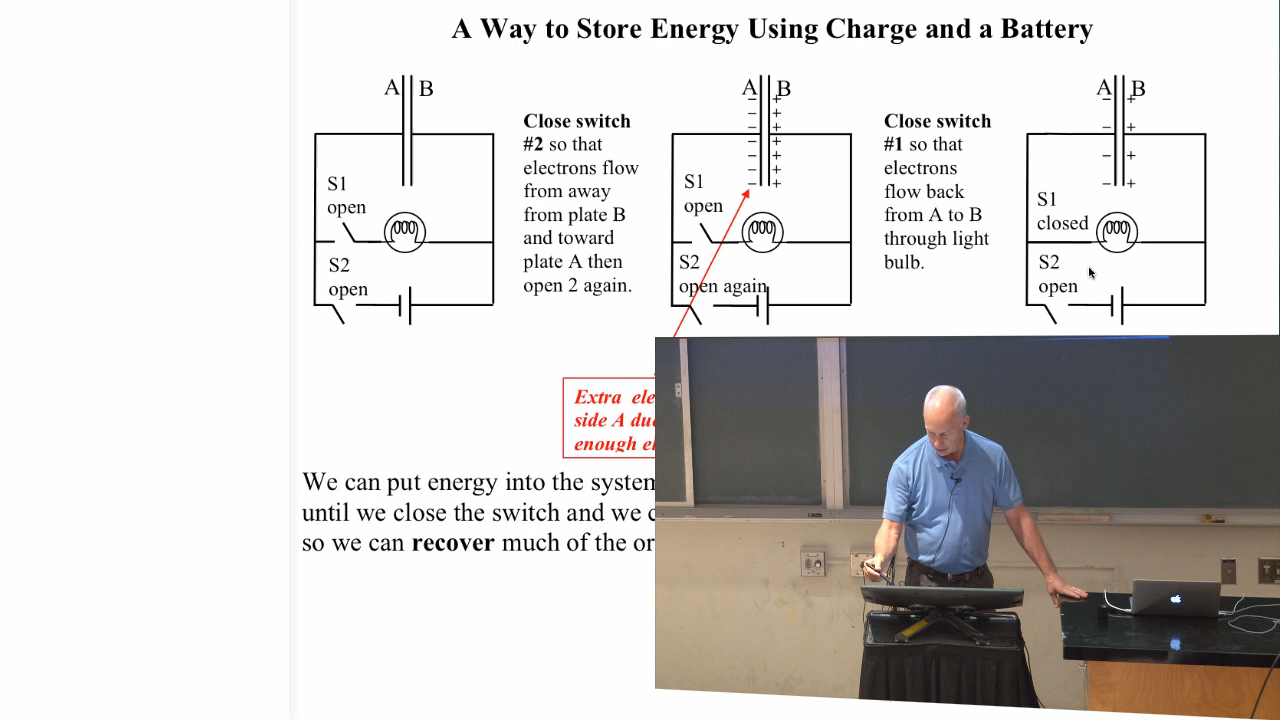 A Way to Store Energy Using Charge and a Battery
A B
S1
open
S2
open
Close switch
#2 so that
electrons flow
from away
from plate B
and toward
plate A then
open 2 again.
A B
S1
open
S2
open again
Close switch
#1 so that
electrons
flow back
from A to B
through light
bulb.
A B
S1
closed
S2
open
Extra
side A
enough
We can put energy into the system
until we close the switch and we
so we can recover much of the